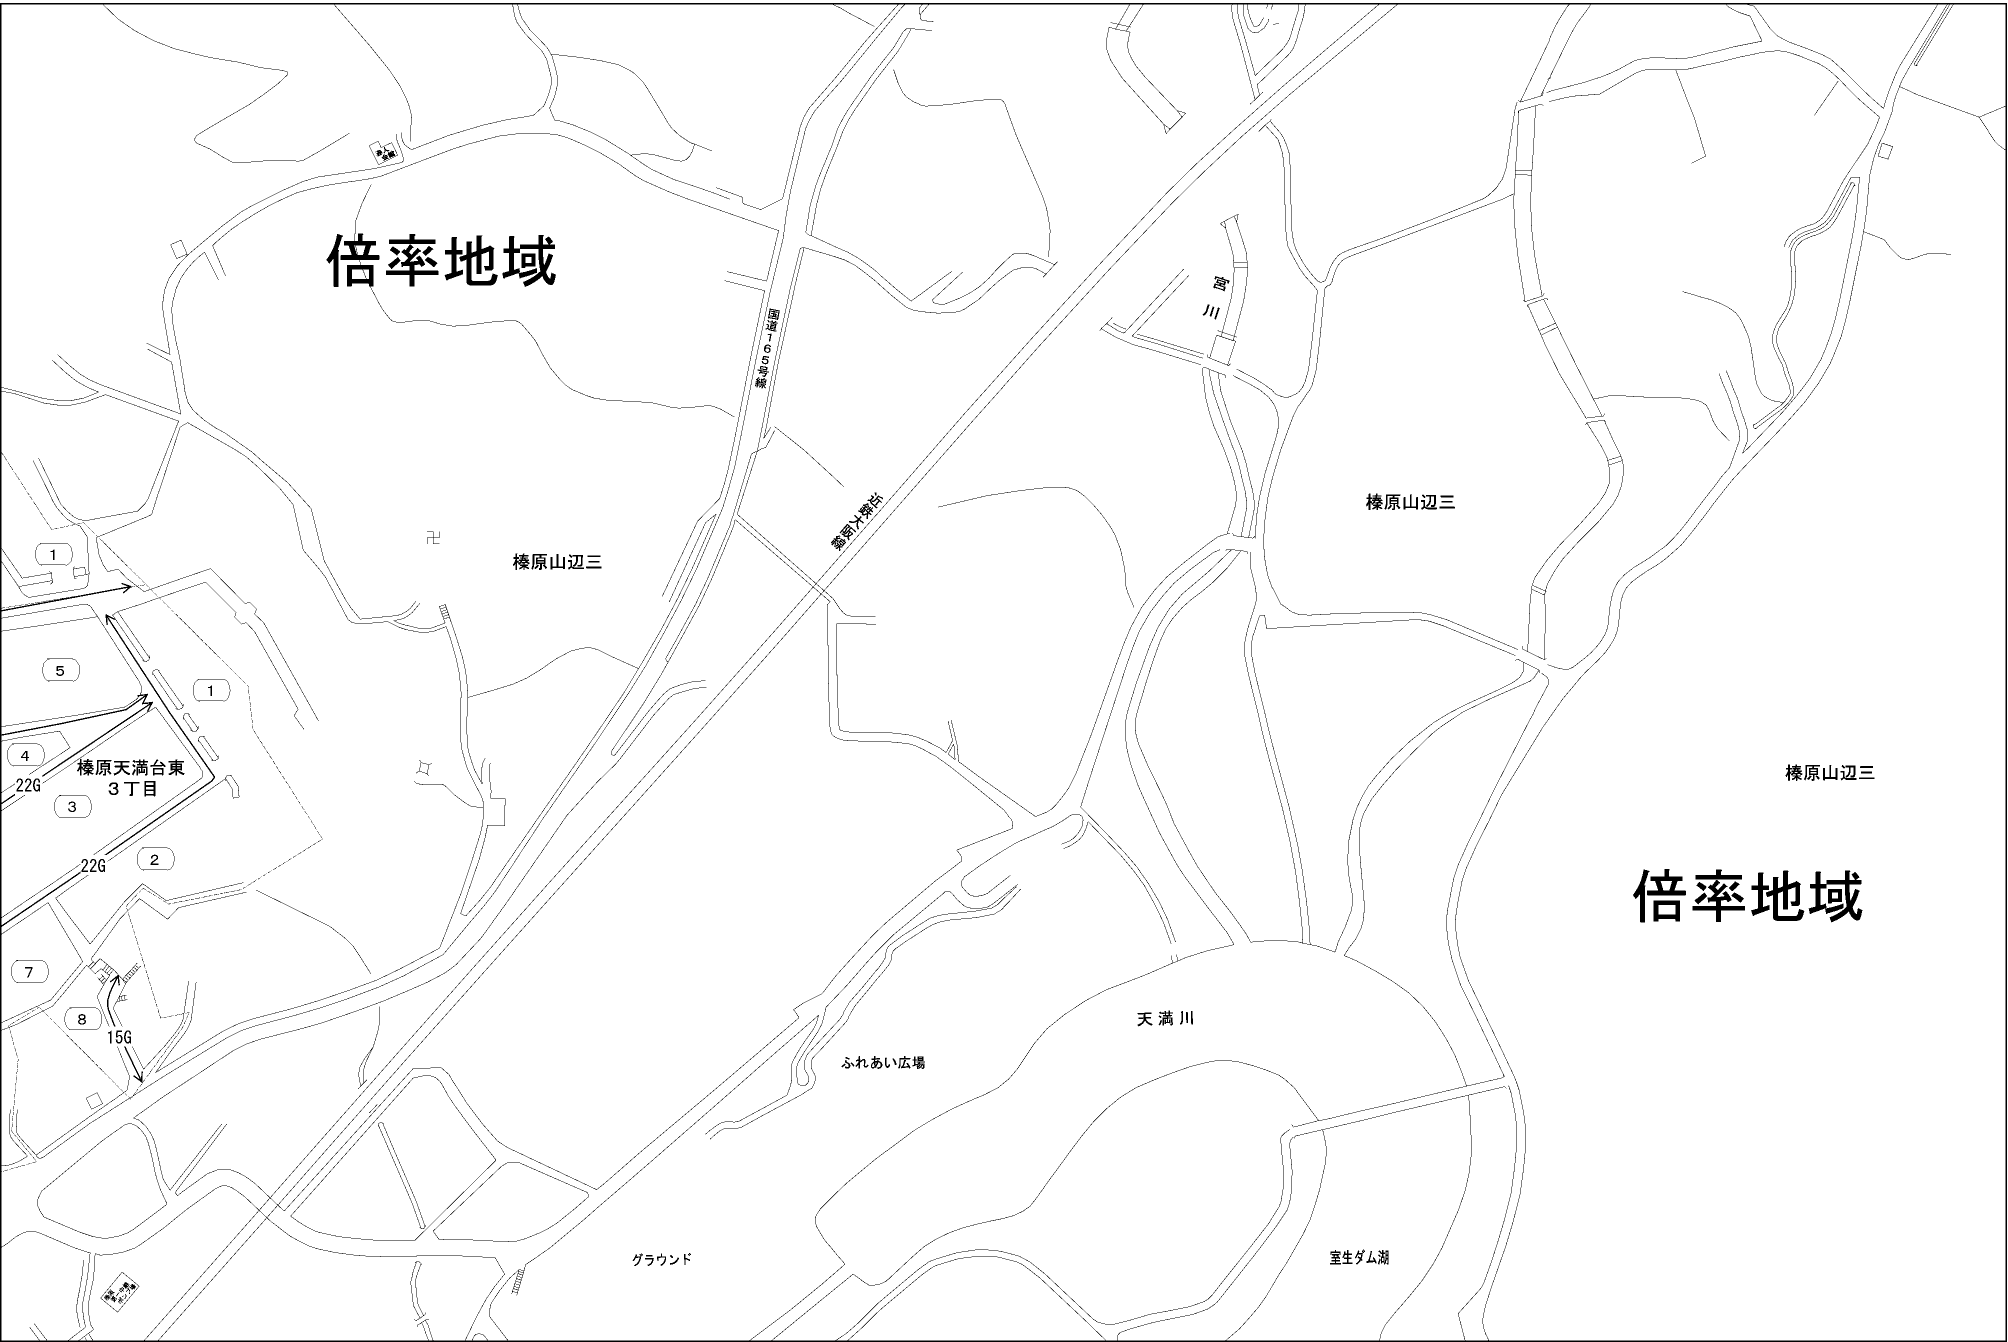 倍率地域
国道165号線
宮川
近鉄大阪線
榛原山辺三
榛原山辺三
1
5
1
4
榛原天満台東
3丁目
22G
3
22G
2
榛原山辺三
倍率地域
7
8
15G
天満川
ふれあい広場
グラウンド
室生ダム湖